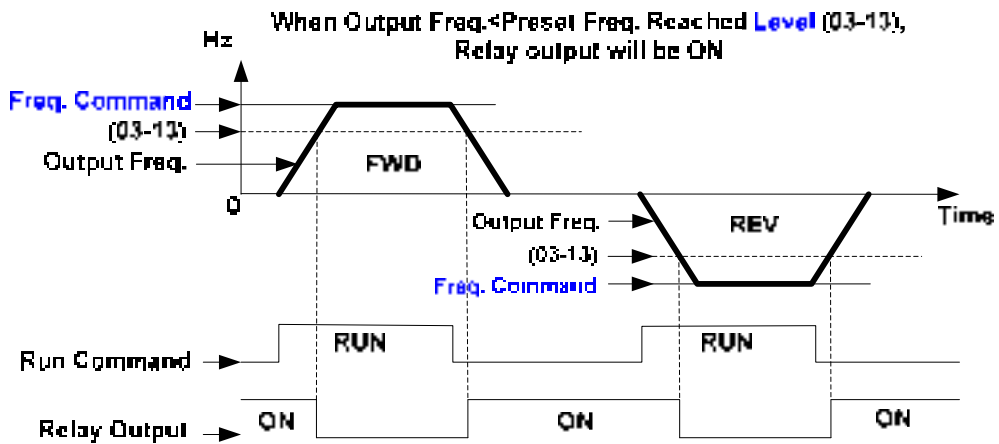 When Output Freq.<Preset Freq. Reached Level (03-13),
Relay output will be ON
Hz
Freq. Command
(03-13)
Output Freq.
FWD
0
Time
Output Freq.
REV
(03-13)
Freq. Command
RUN
RUN
Run Command
ON
ON
ON
Relay Output